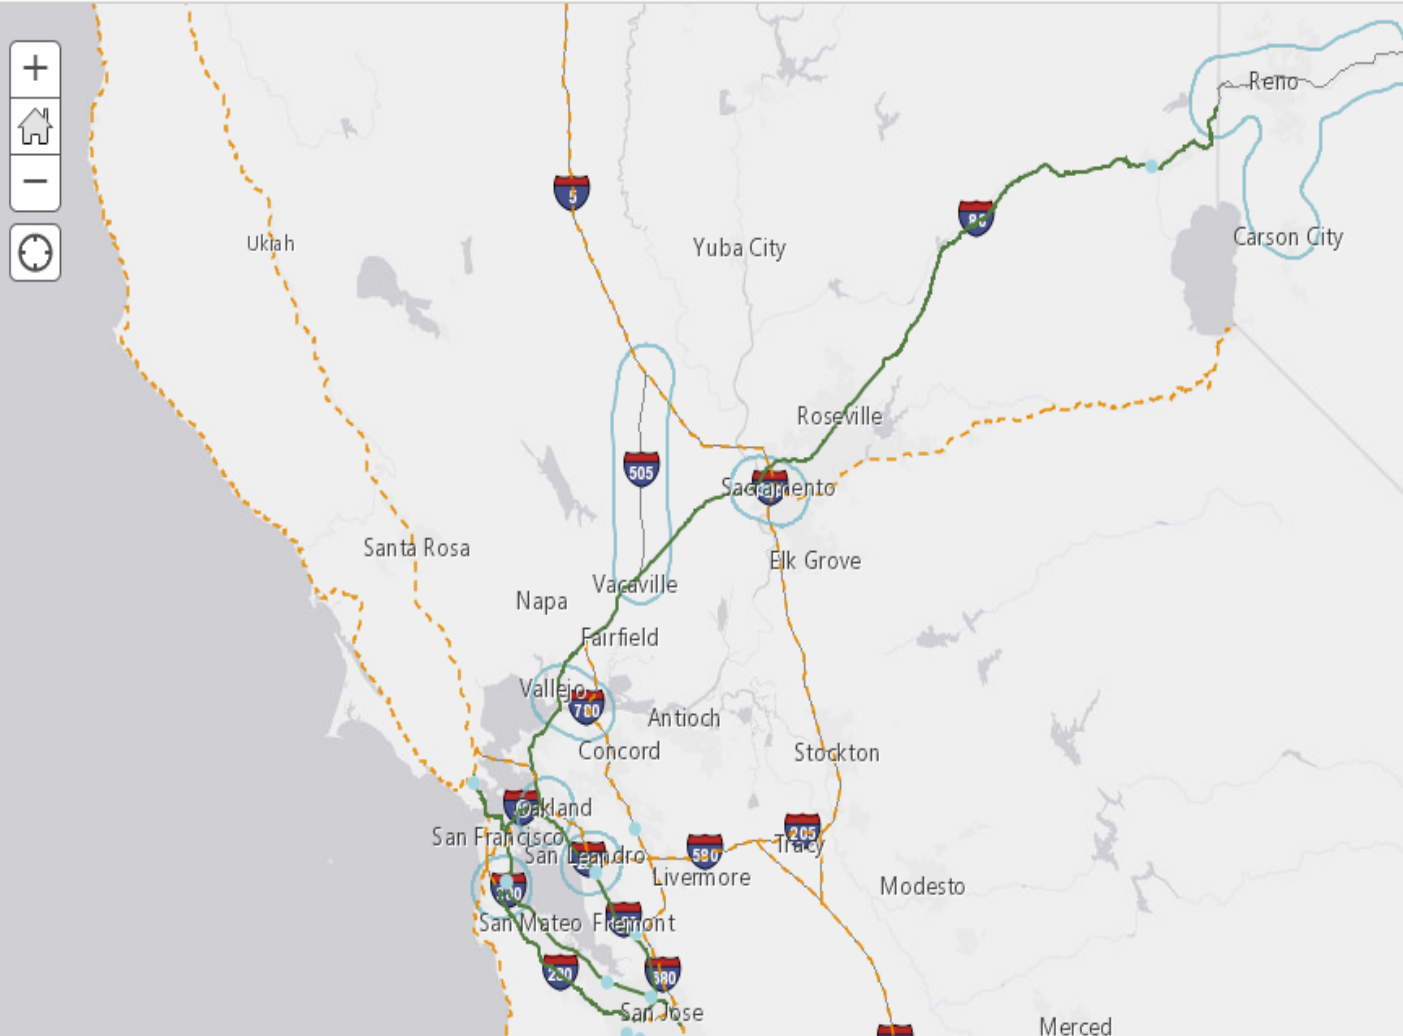 +
Reno
−
5
80
Ukiah
Yuba City
Carson City
Roseville
505
Sacramento
Santa Rosa
Elk Grove
Vacaville
Napa
Fairfield
Vallejo
780
Antioch
Concord
Stockton
Oakland
205
San Francisco
Tracy
San Leandro
580
Livermore
Modesto
San Mateo
Fremont
280
680
San Jose
Merced